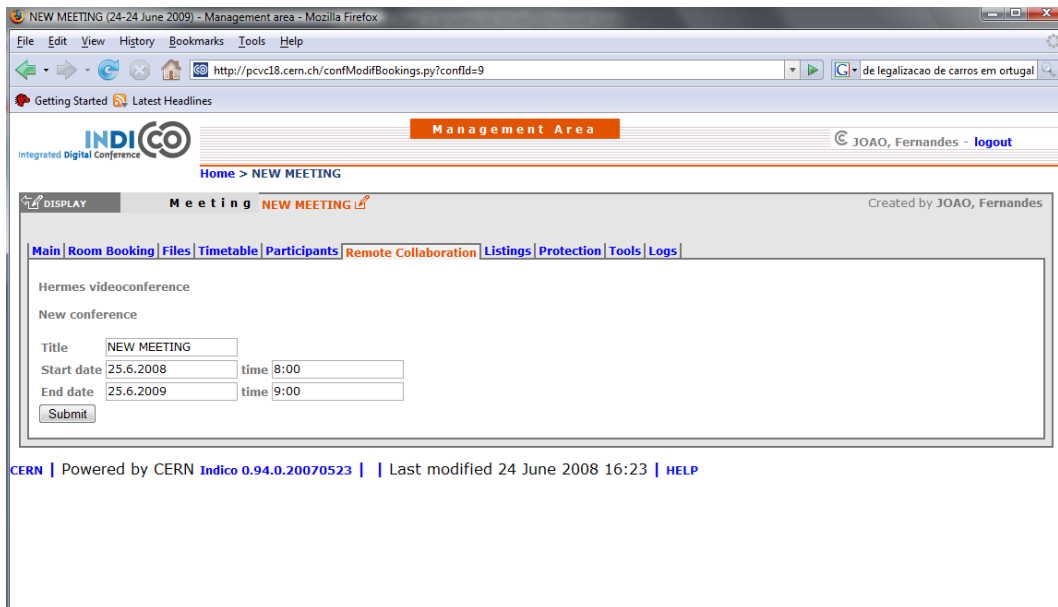 NEW MEETING (24-24 June 2009) - Management area - Mozilla Firefox
File Edit View History Bookmarks Tools Help
http://pcvc18.cern.ch/confModifBookings.py?confId=9 G de legalizacao de carros em ortugal
Getting Started Latest Headlines
INDICO
Integrated Digital Conference
Management Area
JOAO, Fernandes - logout
Home > NEW MEETING
DISPLAY Meeting NEW MEETING Created by JOAO, Fernandes
Main | Room Booking | Files | Timetable | Participants | Remote Collaboration | Listings | Protection | Tools | Logs |
Hermes videoconference
New conference
Title NEW MEETING
Start date 25.6.2008 time 8:00
End date 25.6.2009 time 9:00
Submit
CERN | Powered by CERN Indico 0.94.0.20070523 | | Last modified 24 June 2008 16:23 | HELP